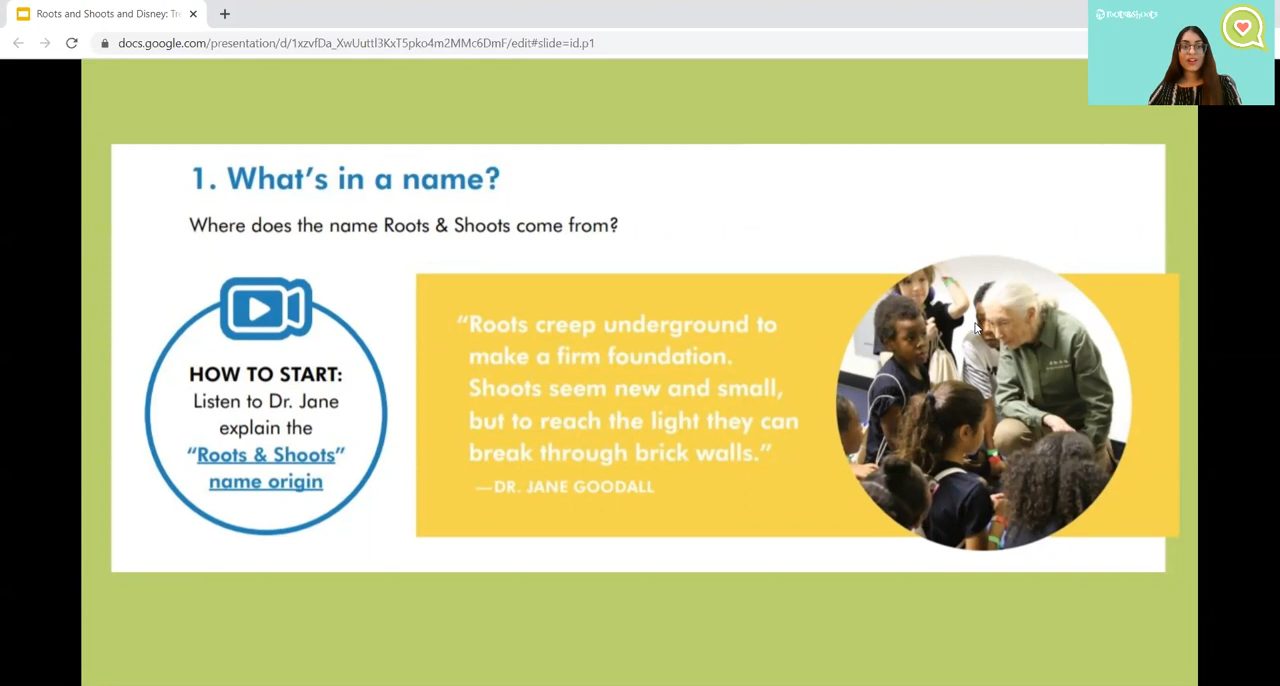 Roots and Shoots and Disney: Tre
docs.google.com/presentation/d/1xzvfDa_XwUuttl3KxT5pko4m2MMc6DmF/edit#slide=id.p1
roots&shoots
1. What's in a name?
Where does the name Roots & Shoots come from?
HOW TO START:
Listen to Dr. Jane
explain the
“Roots & Shoots”
name origin
“Roots creep underground to
make a firm foundation.
Shoots seem new and small,
but to reach the light they can
break through brick walls.”
—DR. JANE GOODALL